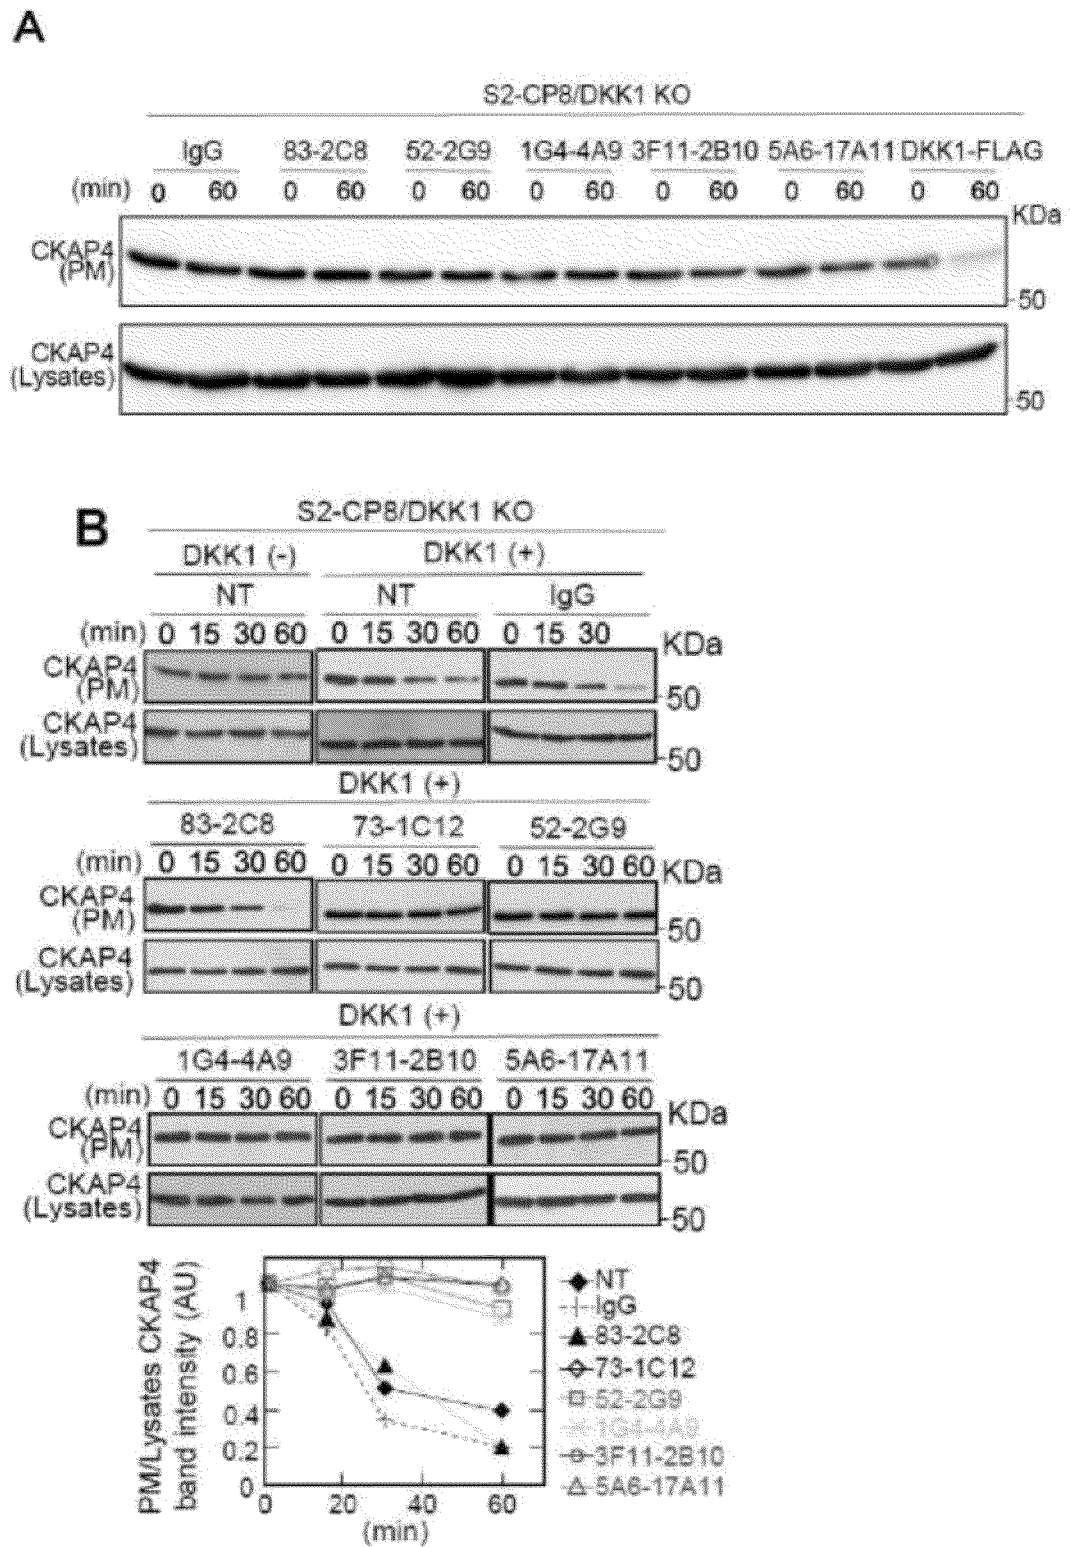 A
S2-CP8/DKK1 KO
IgG 83-2C8 52-2G9 1G4-4A9 3F11-2B10 5A6-17A11 DKK1-FLAG
(min) 0 60 0 60 0 60 0 60 0 60 0 60 0 60
KDa
CKAP4
(PM)
50
CKAP4
(Lysates)
50
B
S2-CP8/DKK1 KO
DKK1 (-) DKK1 (+)
NT NT IgG
(min) 0 15 30 60 0 15 30 60 0 15 30
KDa
CKAP4
(PM)
50
CKAP4
(Lysates)
50
DKK1 (+)
83-2C8 73-1C12 52-2G9
(min) 0 15 30 60 0 15 30 60 0 15 30 60
KDa
CKAP4
(PM)
50
CKAP4
(Lysates)
50
DKK1 (+)
1G4-4A9 3F11-2B10 5A6-17A11
(min) 0 15 30 60 0 15 30 60 0 15 30 60
KDa
CKAP4
(PM)
50
CKAP4
(Lysates)
50
PM/Lysates CKAP4
band intensity (AU)
1
0.8
0.6
0.4
0.2
0
0 20 40 60
(min)
NT
IgG
83-2C8
73-1C12
52-2G9
1G4-4A9
3F11-2B10
5A6-17A11